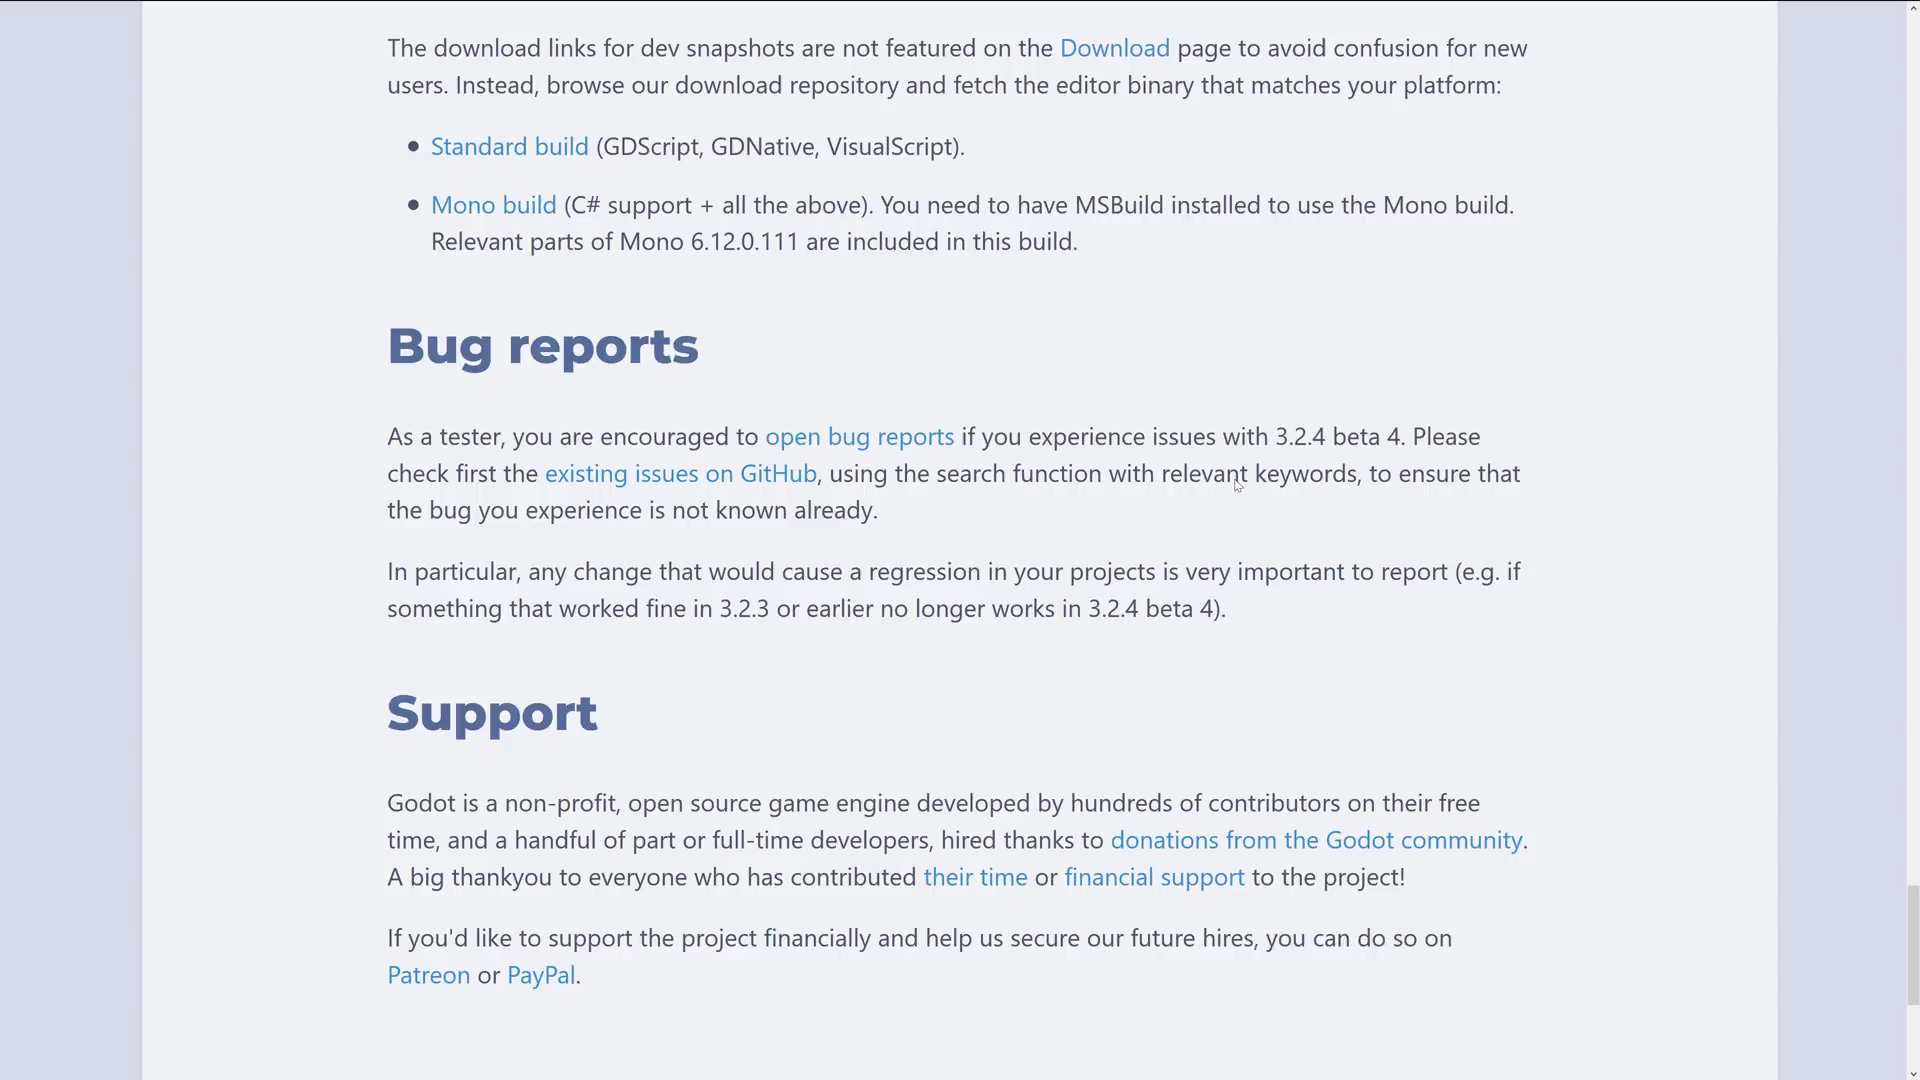 The download links for dev snapshots are not featured on the Download page to avoid confusion for new
users. Instead, browse our download repository and fetch the editor binary that matches your platform:
Standard build (GDScript, GDNative, VisualScript).
Mono build (C# support + all the above). You need to have MSBuild installed to use the Mono build.
Relevant parts of Mono 6.12.0.111 are included in this build.
Bug reports
As a tester, you are encouraged to open bug reports if you experience issues with 3.2.4 beta 4. Please
check first the existing issues on GitHub, using the search function with relevant keywords, to ensure that
the bug you experience is not known already.
In particular, any change that would cause a regression in your projects is very important to report (e.g. if
something that worked fine in 3.2.3 or earlier no longer works in 3.2.4 beta 4).
Support
Godot is a non-profit, open source game engine developed by hundreds of contributors on their free
time, and a handful of part or full-time developers, hired thanks to donations from the Godot community.
A big thankyou to everyone who has contributed their time or financial support to the project!
If you'd like to support the project financially and help us secure our future hires, you can do so on
Patreon or PayPal.